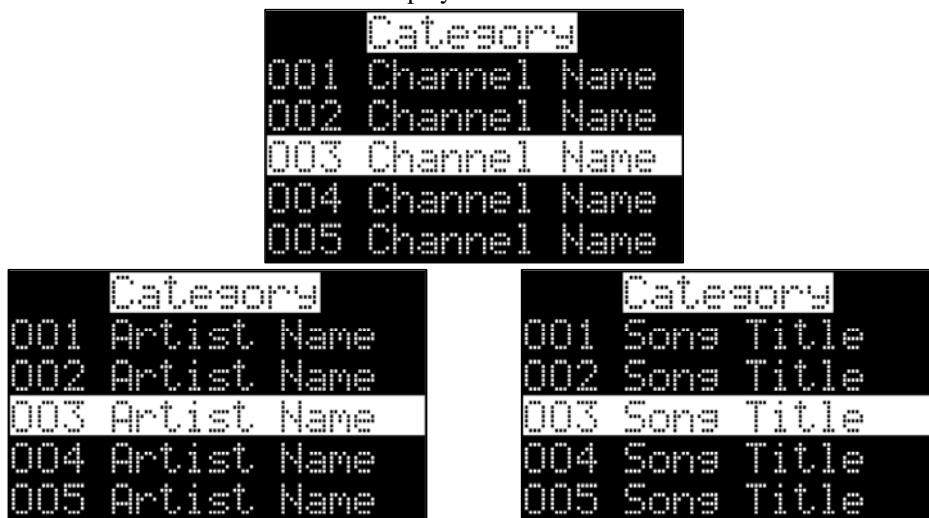 Category
001 Channel Name
002 Channel Name
003 Channel Name
004 Channel Name
005 Channel Name
Category
001 Artist Name
002 Artist Name
003 Artist Name
004 Artist Name
005 Artist Name
Category
001 Song Title
002 Song Title
003 Song Title
004 Song Title
005 Song Title